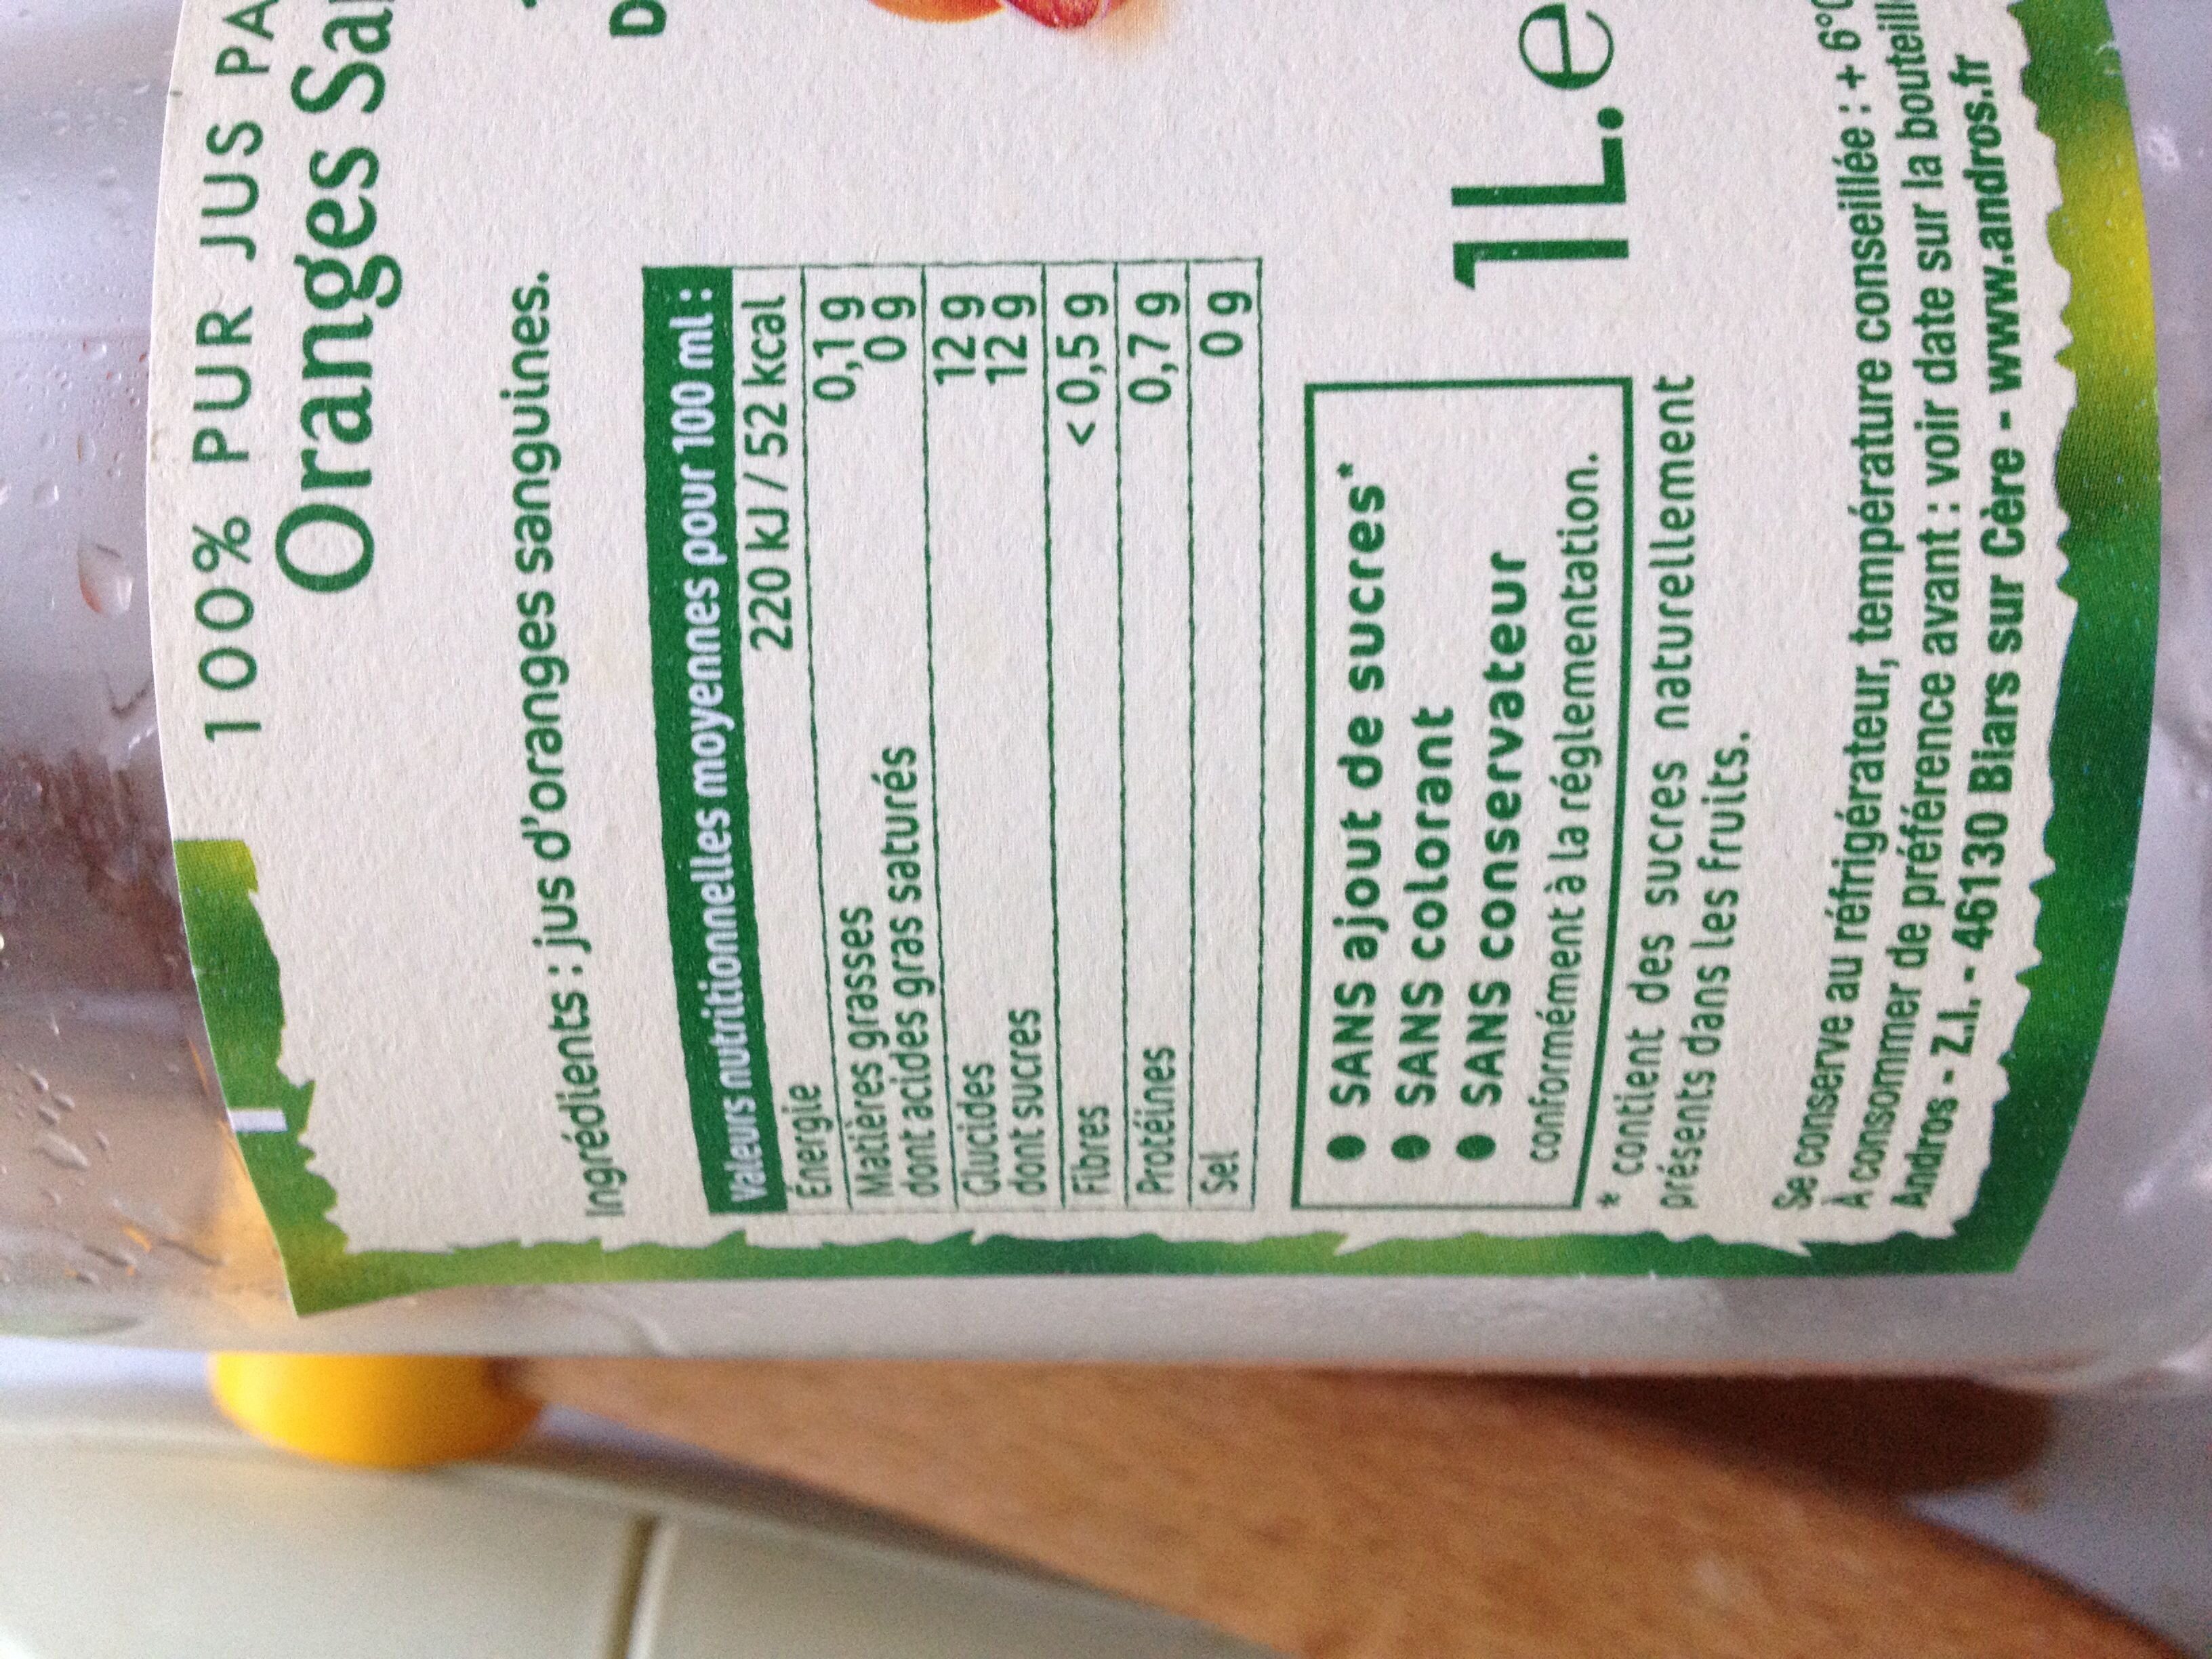 100% PUR JUS
Oranges
Ingrédients : jus d'oranges sanguines.
Valeurs nutritionnelles moyennes pour 100 ml :
Énergie 220 kJ / 52 kcal
Matières grasses 0,1 g
dont acides gras saturés 0 g
Glucides 12 g
dont sucres 12 g
Fibres < 0,5 g
Protéines 0,7 g
Sel 0 g
• SANS ajout de sucres*
• SANS colorant
• SANS conservateur
conformément à la réglementation.
1L.e
* contient des sucres naturellement
présents dans les fruits.
Se conserve au réfrigérateur, température conseillée : + 6°C
À consommer de préférence avant : voir date sur la bouteille
Andros - Z.I. - 46130 Biars sur Cère - www.andros.fr